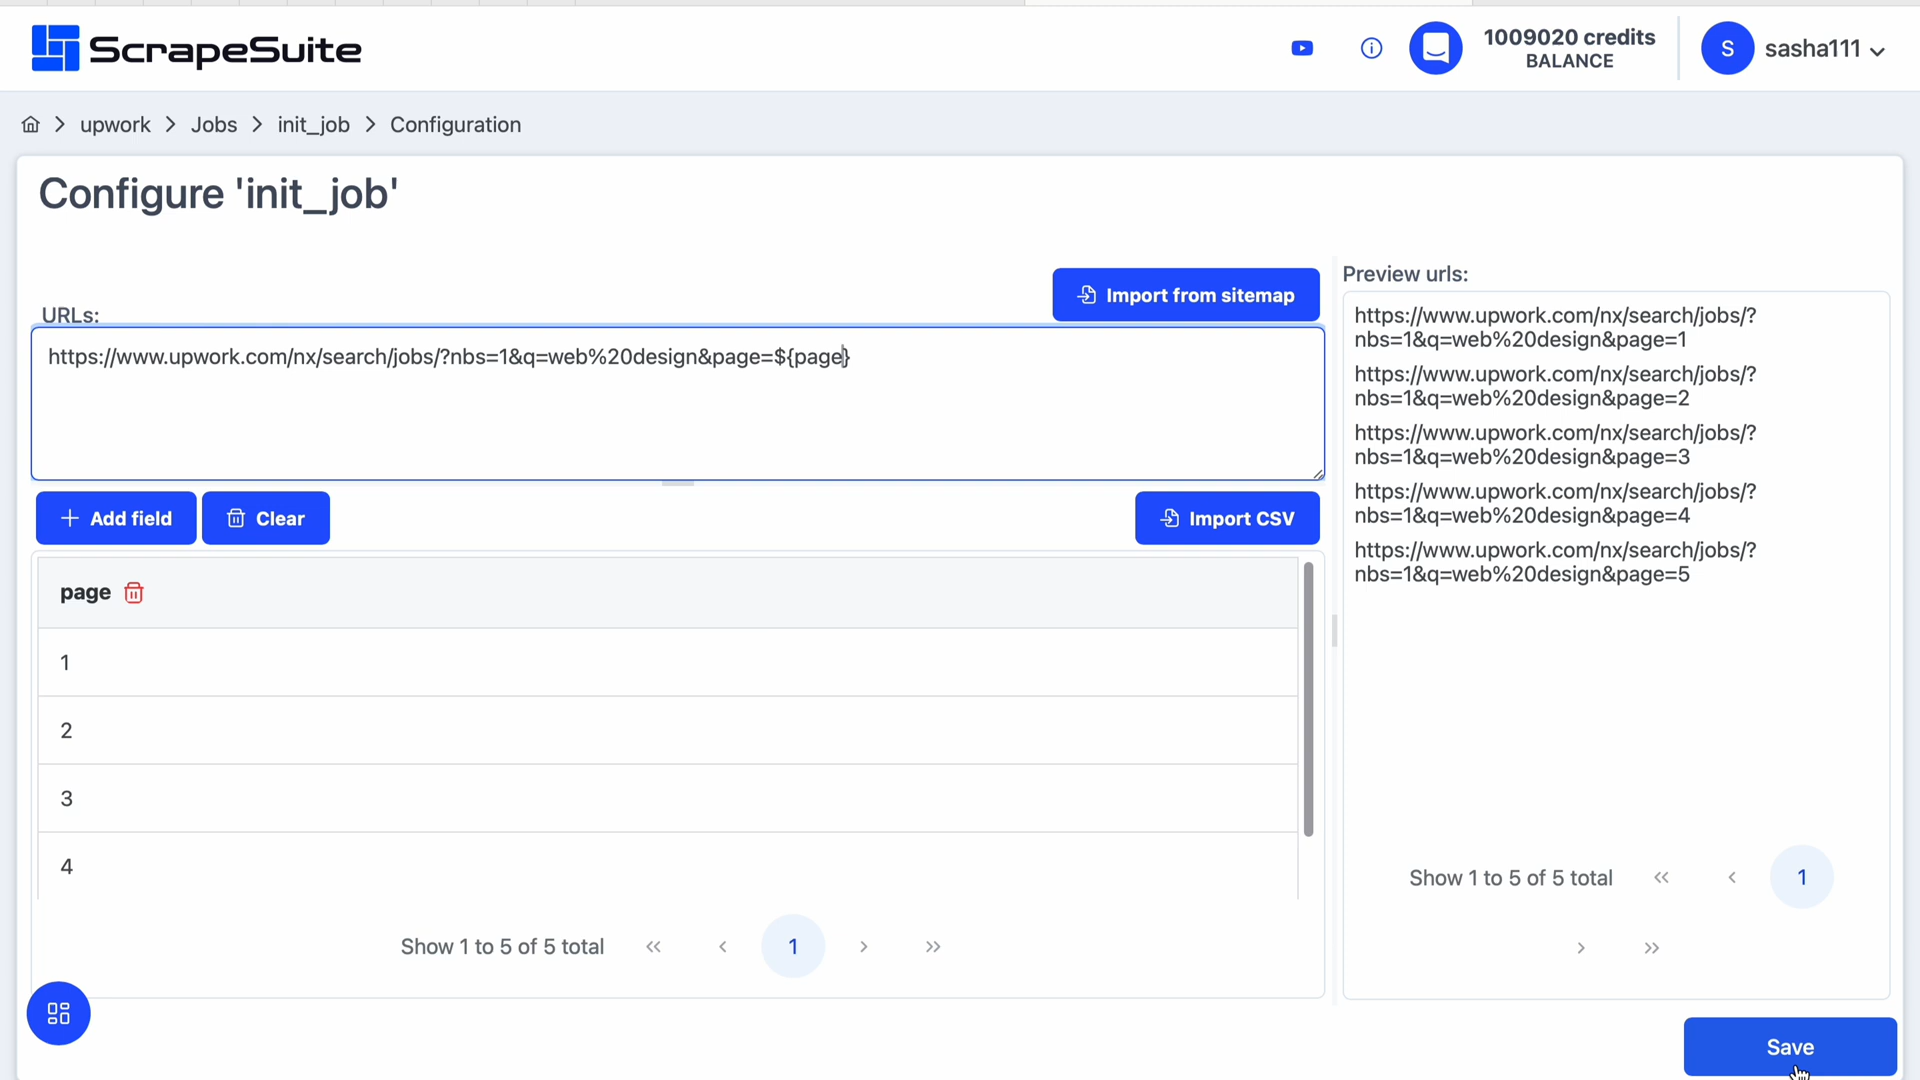 ScrapeSuite
1009020 credits
BALANCE
S
sasha111
upwork
Jobs
init_job
Configuration
Configure 'init_job'
Import from sitemap
URLs:
https://www.upwork.com/nx/search/jobs/?nbs=1&q=web%20design&page=${page}
Add field
Clear
Import CSV
page
1
2
3
4
Show 1 to 5 of 5 total
«
‹
1
›
»
Preview urls:
https://www.upwork.com/nx/search/jobs/?
nbs=1&q=web%20design&page=1
https://www.upwork.com/nx/search/jobs/?
nbs=1&q=web%20design&page=2
https://www.upwork.com/nx/search/jobs/?
nbs=1&q=web%20design&page=3
https://www.upwork.com/nx/search/jobs/?
nbs=1&q=web%20design&page=4
https://www.upwork.com/nx/search/jobs/?
nbs=1&q=web%20design&page=5
Show 1 to 5 of 5 total
«
‹
1
›
»
Save